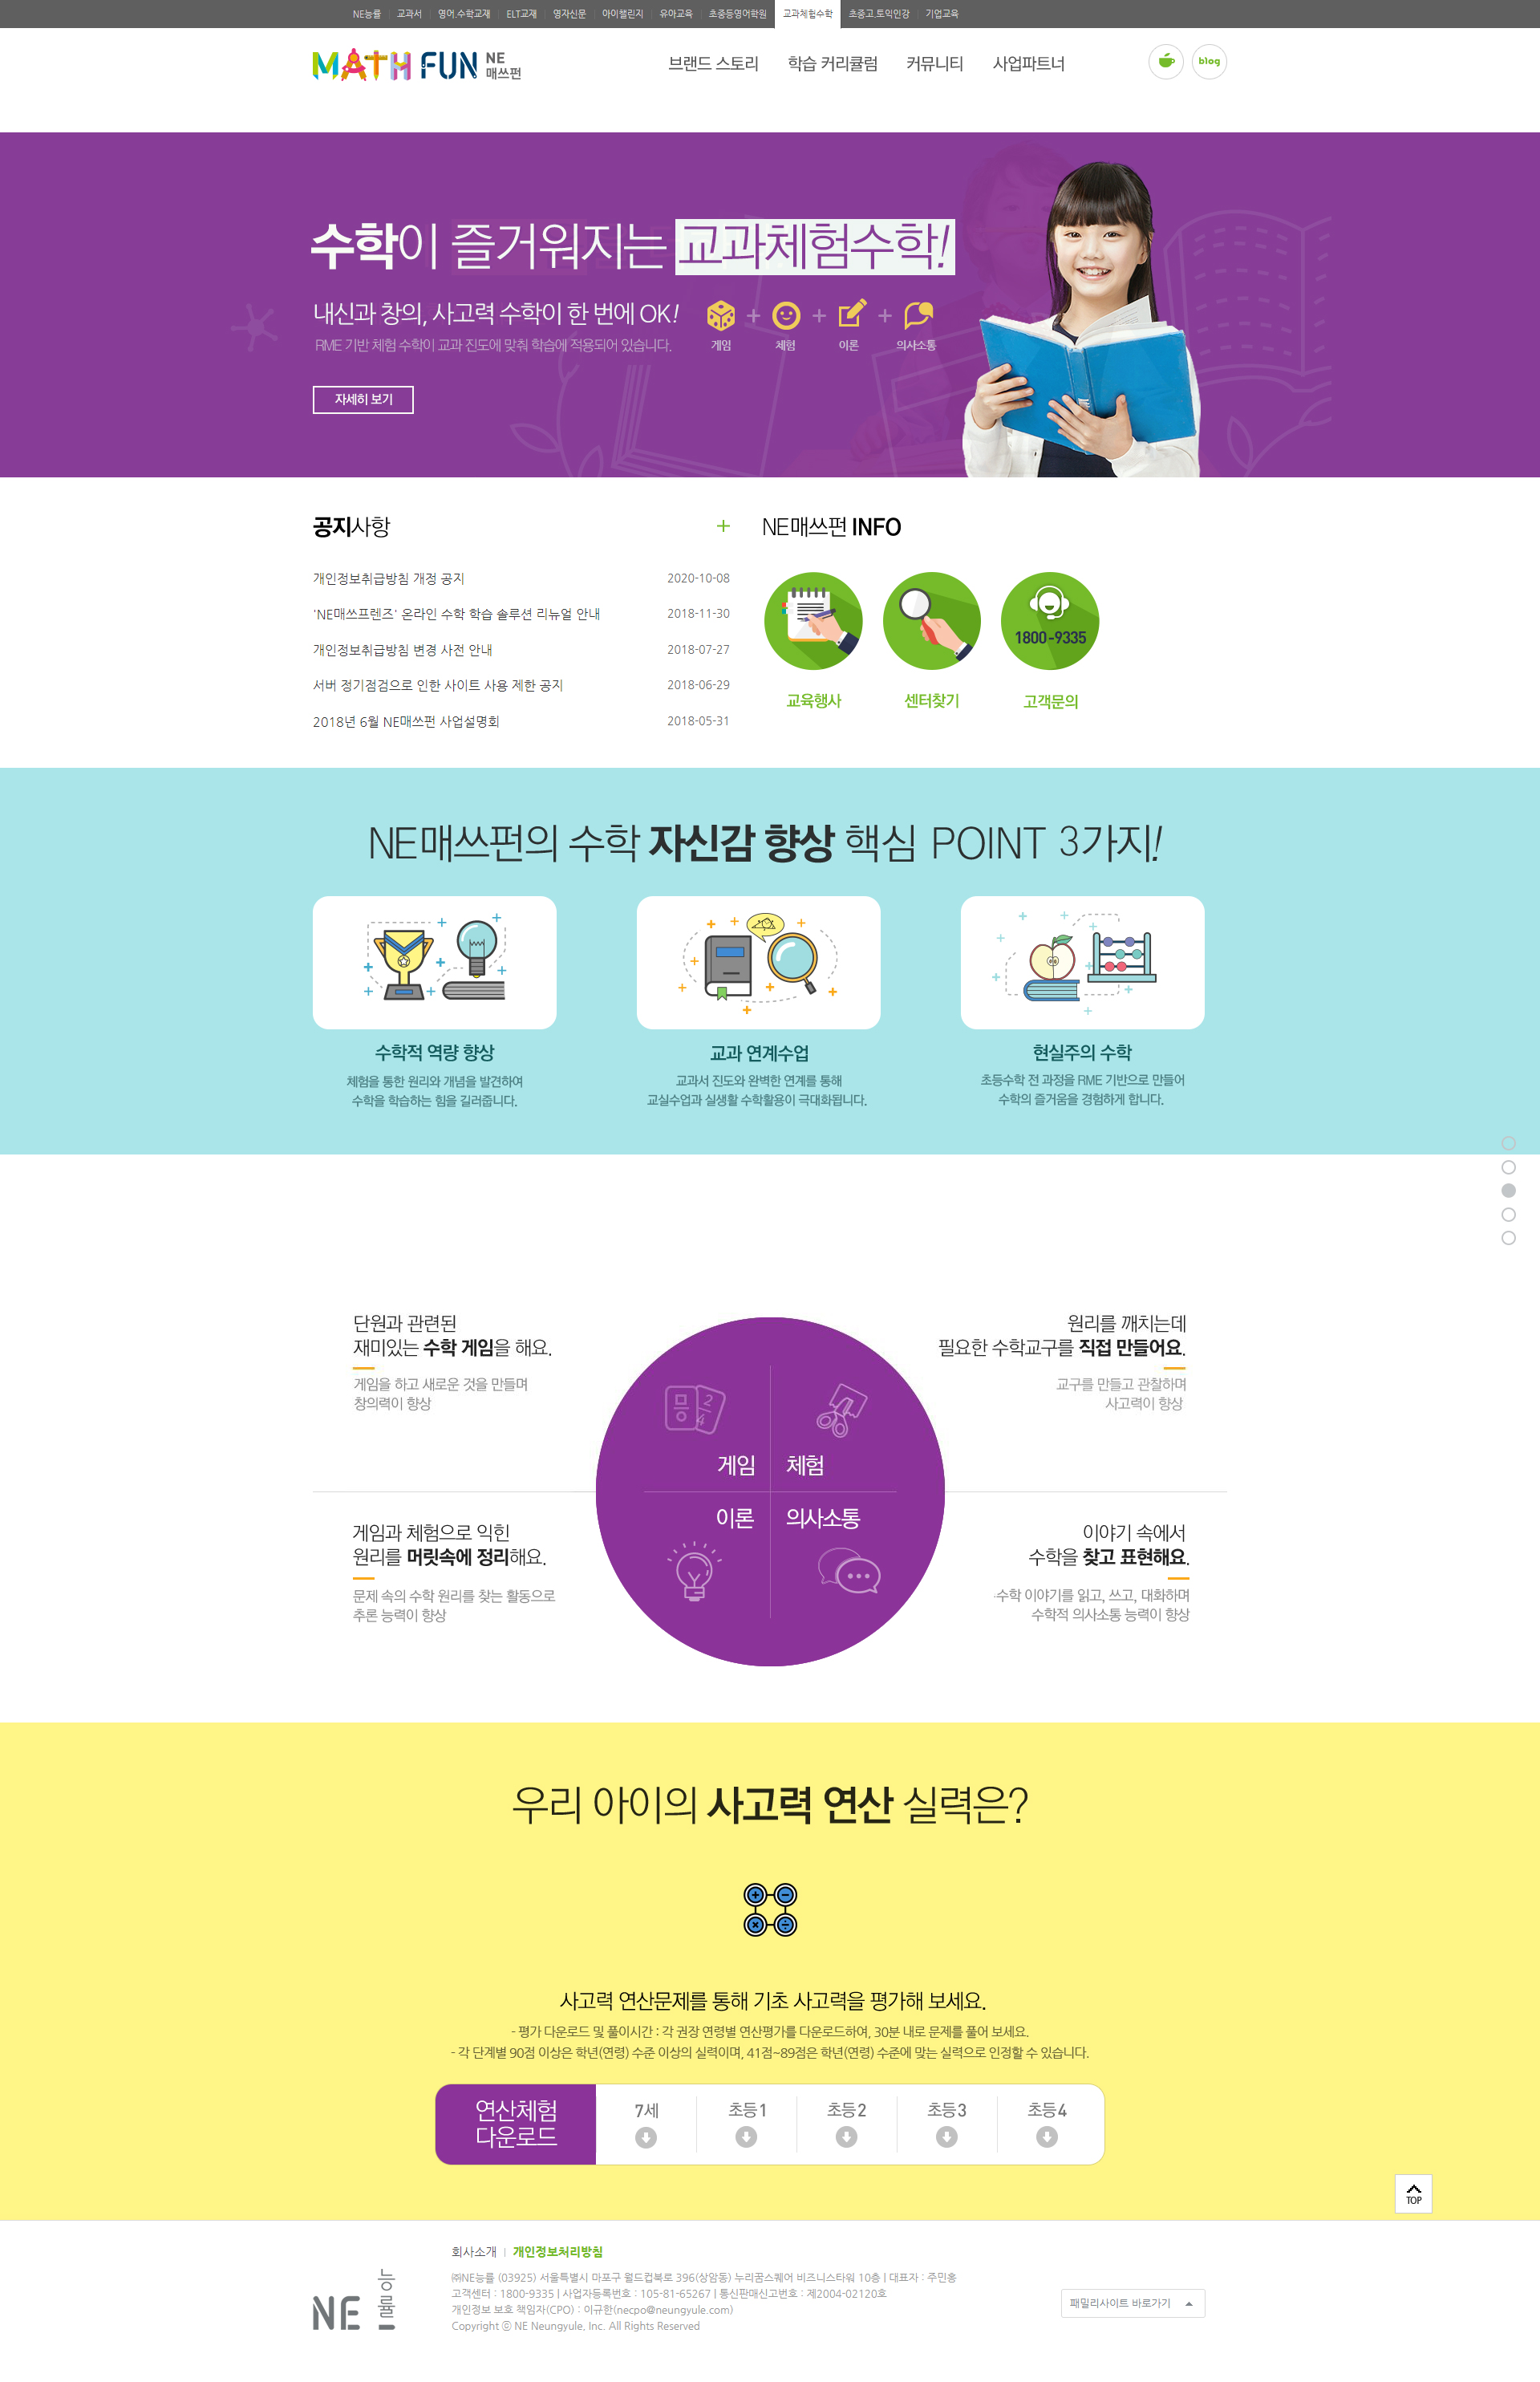 NE능률 교과서 영어.수학교재 ELT교재 영자신문 아이챌린지 유아교육 초중등영어학원 교과체험수학 초중고.토익인강 기업교육
MATH FUN NE 매쓰펀
브랜드 스토리 학습 커리큘럼 커뮤니티 사업파트너
blog
수학이 즐거워지는 교과체험수학!
내신과 창의, 사고력 수학이 한 번에 OK!
RME 기반 체험 수학이 교과 진도에 맞춰 학습에 적용되어 있습니다.
게임 체험 이론 의사소통
자세히 보기
공지사항
개인정보취급방침 개정 공지 2020-10-08
'NE매쓰프렌즈' 온라인 수학 학습 솔루션 리뉴얼 안내 2018-11-30
개인정보취급방침 변경 사전 안내 2018-07-27
서버 정기점검으로 인한 사이트 사용 제한 공지 2018-06-29
2018년 6월 NE매쓰펀 사업설명회 2018-05-31
NE매쓰펀 INFO
1800-9335
교육행사 센터찾기 고객문의
NE매쓰펀의 수학 자신감 향상 핵심 POINT 3가지!
수학적 역량 향상
체험을 통한 원리와 개념을 발견하여
수학을 학습하는 힘을 길러줍니다.
교과 연계수업
교과서 진도와 완벽한 연계를 통해
교실수업과 실생활 수학활용이 극대화됩니다.
현실주의 수학
초등수학 전 과정을 RME 기반으로 만들어
수학의 즐거움을 경험하게 합니다.
단원과 관련된
재미있는 수학 게임을 해요.
게임을 하고 새로운 것을 만들며
창의력이 향상
원리를 깨치는데
필요한 수학교구를 직접 만들어요.
교구를 만들고 관찰하며
사고력이 향상
게임 체험
이론 의사소통
게임과 체험으로 익힌
원리를 머릿속에 정리해요.
문제 속의 수학 원리를 찾는 활동으로
추론 능력이 향상
이야기 속에서
수학을 찾고 표현해요.
수학 이야기를 읽고, 쓰고, 대화하며
수학적 의사소통 능력이 향상
우리 아이의 사고력 연산 실력은?
사고력 연산문제를 통해 기초 사고력을 평가해 보세요.
- 평가 다운로드 및 풀이시간 : 각 권장 연령별 연산평가를 다운로드하여, 30분 내로 문제를 풀어 보세요.
- 각 단계별 90점 이상은 학년(연령) 수준 이상의 실력이며, 41점~89점은 학년(연령) 수준에 맞는 실력으로 인정할 수 있습니다.
연산체험
다운로드
7세 초등1 초등2 초등3 초등4
TOP
회사소개 | 개인정보처리방침
㈜NE능률 (03925) 서울특별시 마포구 월드컵북로 396(상암동) 누리꿈스퀘어 비즈니스타워 10층 | 대표자 : 주민홍
고객센터 : 1800-9335 | 사업자등록번호 : 105-81-65267 | 통신판매신고번호 : 제2004-02120호
개인정보 보호 책임자(CPO) : 이규한(necpo@neungyule.com)
Copyright ⓒ NE Neungyule, Inc. All Rights Reserved
NE 능률
패밀리사이트 바로가기